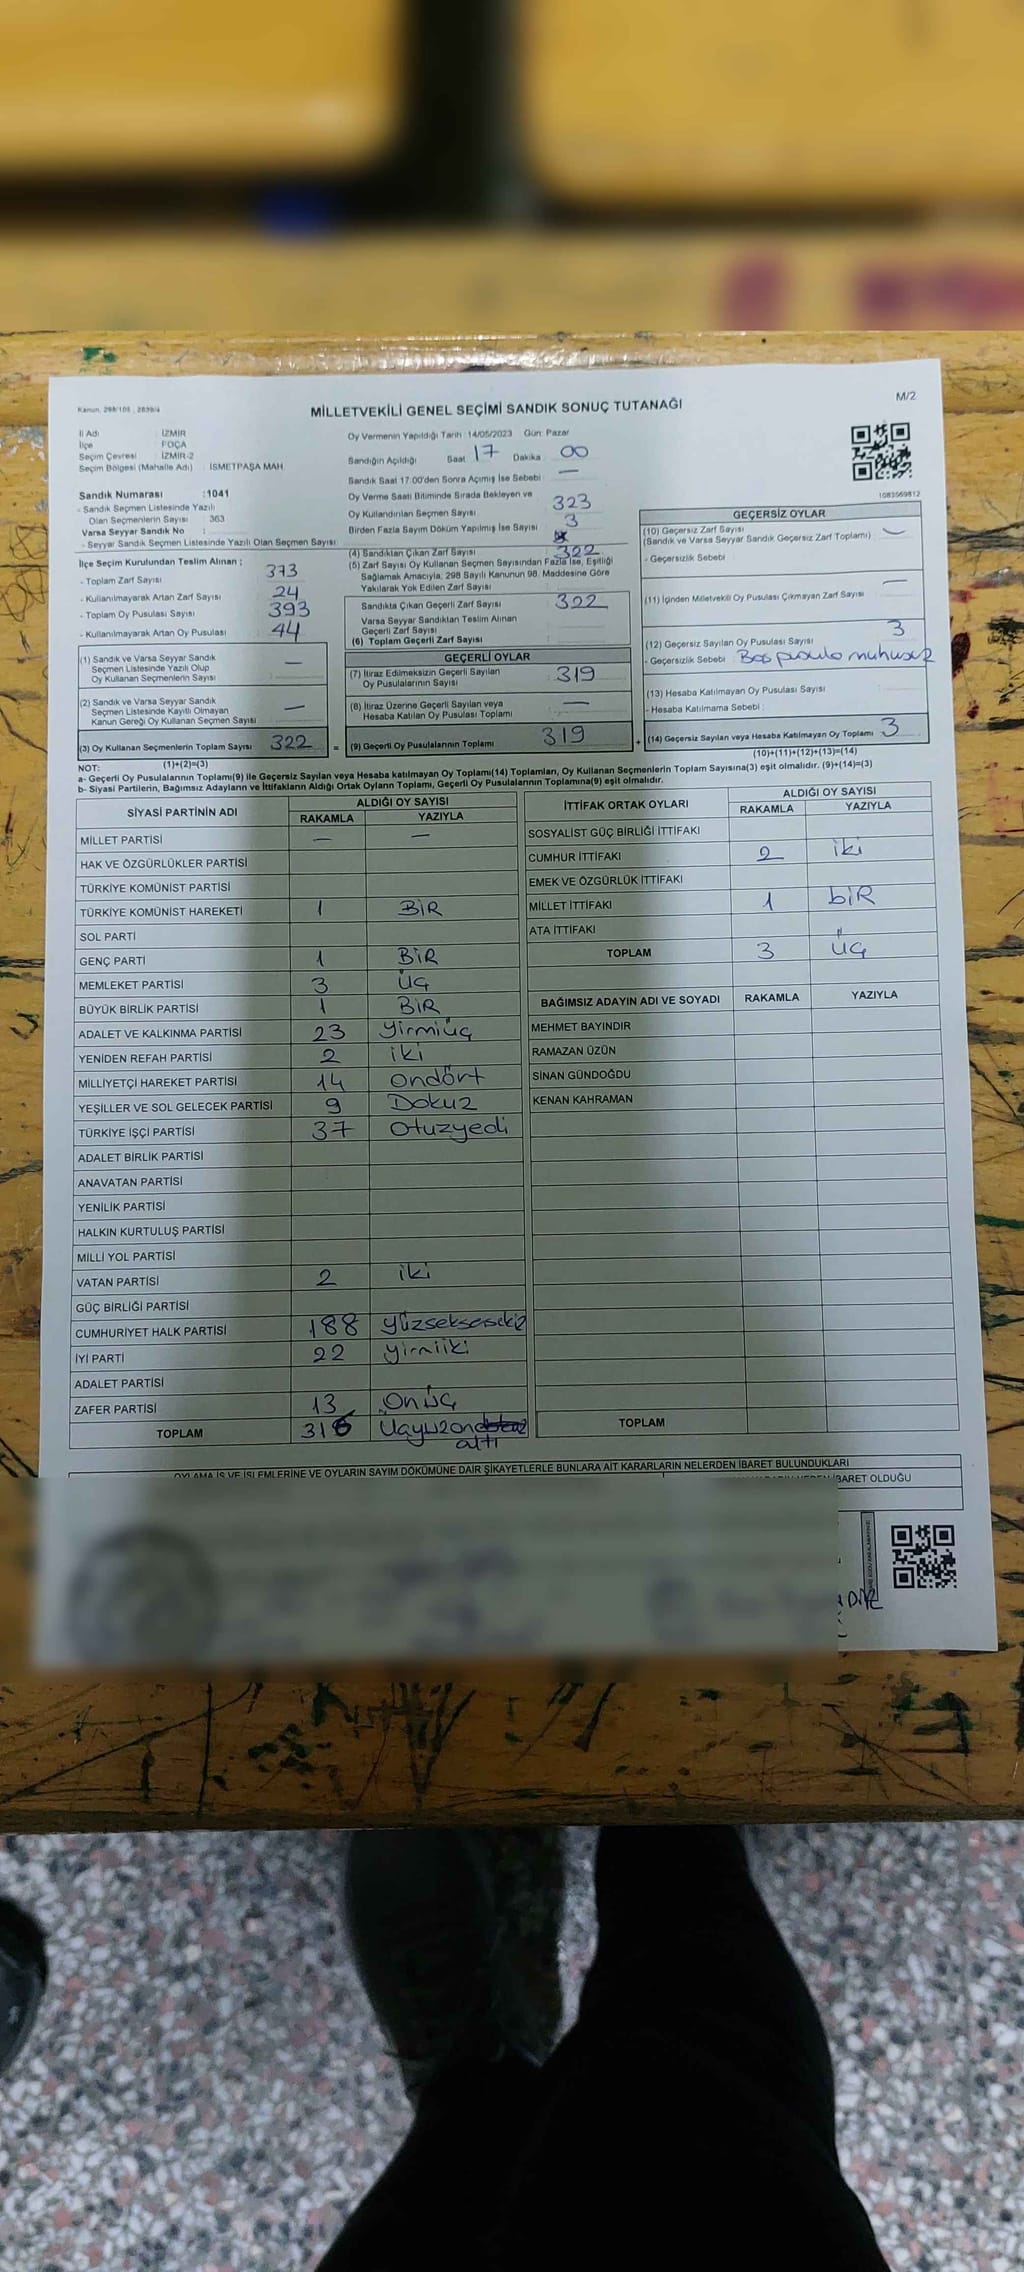 Kanun, 298/105 , 2839/4
MİLLETVEKİLİ GENEL SEÇİMİ SANDIK SONUÇ TUTANAĞI
M/2
İl Adı : İZMİR
İlçe : FOÇA
Seçim Çevresi : İZMİR-2
Seçim Bölgesi (Mahalle Adı) : İSMETPAŞA MAH.
Sandık Numarası :1041
- Sandık Seçmen Listesinde Yazılı
Olan Seçmenlerin Sayısı : 363
Varsa Seyyar Sandık No :
- Seyyar Sandık Seçmen Listesinde Yazılı Olan Seçmen Sayısı :
Oy Vermenin Yapıldığı Tarih :14/05/2023 Gün: Pazar
Sandığın Açıldığı Saat 17 Dakika 00
Sandık Saat 17.00'den Sonra Açımış İse Sebebi : —
Oy Verme Saati Bitiminde Sırada Bekleyen ve
Oy Kullandırılan Seçmen Sayısı 323
Birden Fazla Sayım Döküm Yapılmış İse Sayısı 3
1083569812
İlçe Seçim Kurulundan Teslim Alınan ;
- Toplam Zarf Sayısı 373
- Kullanılmayarak Artan Zarf Sayısı 24
- Toplam Oy Pusulası Sayısı 393
- Kullanılmayarak Artan Oy Pusulası 44
(1) Sandık ve Varsa Seyyar Sandık
Seçmen Listesinde Yazılı Olup
Oy Kullanan Seçmenlerin Sayısı —
(2) Sandık ve Varsa Seyyar Sandık
Seçmen Listesinde Kayıtlı Olmayan
Kanun Gereği Oy Kullanan Seçmen Sayısı —
(3) Oy Kullanan Seçmenlerin Toplam Sayısı 322 =
(4) Sandıktan Çıkan Zarf Sayısı 322
(5) Zarf Sayısı Oy Kullanan Seçmen Sayısından Fazla İse, Eşitliği
Sağlamak Amacıyla; 298 Sayılı Kanunun 98. Maddesine Göre
Yakılarak Yok Edilen Zarf Sayısı
Sandıkta Çıkan Geçerli Zarf Sayısı 322
Varsa Seyyar Sandıktan Teslim Alınan
Geçerli Zarf Sayısı
(6) Toplam Geçerli Zarf Sayısı :
GEÇERLİ OYLAR
(7) İtiraz Edilmeksizin Geçerli Sayılan
Oy Pusulalarının Sayısı 319
(8) İtiraz Üzerine Geçerli Sayılan veya
Hesaba Katılan Oy Pusulası Toplamı —
(9) Geçerli Oy Pusulalarının Toplamı 319 +
GEÇERSİZ OYLAR
(10) Geçersiz Zarf Sayısı
(Sandık ve Varsa Seyyar Sandık Geçersiz Zarf Toplamı) —
- Geçersizlik Sebebi :
(11) İçinden Milletvekili Oy Pusulası Çıkmayan Zarf Sayısı —
(12) Geçersiz Sayılan Oy Pusulası Sayısı 3
- Geçersizlik Sebebi Boş pusula
(13) Hesaba Katılmayan Oy Pusulası Sayısı
- Hesaba Katılmama Sebebi :
(14) Geçersiz Sayılan veya Hesaba Katılmayan Oy Toplamı 3
NOT: (1)+(2)=(3) (10)+(11)+(12)+(13)=(14)
a- Geçerli Oy Pusulalarının Toplamı(9) ile Geçersiz Sayılan veya Hesaba katılmayan Oy Toplamı(14) Toplamları, Oy Kullanan Seçmenlerin Toplam Sayısına(3) eşit olmalıdır. (9)+(14)=(3)
b- Siyasi Partilerin, Bağımsız Adayların ve İttifakların Aldığı Ortak Oyların Toplamı, Geçerli Oy Pusulalarının Toplamına(9) eşit olmalıdır.
SİYASİ PARTİNİN ADI ALDIĞI OY SAYISI
RAKAMLA YAZIYLA
MİLLET PARTİSİ — —
HAK VE ÖZGÜRLÜKLER PARTİSİ
TÜRKİYE KOMÜNİST PARTİSİ
TÜRKİYE KOMÜNİST HAREKETİ 1 BİR
SOL PARTİ
GENÇ PARTİ 1 BİR
MEMLEKET PARTİSİ 3 ÜÇ
BÜYÜK BİRLİK PARTİSİ 1 BİR
ADALET VE KALKINMA PARTİSİ 23 Yirmiüç
YENİDEN REFAH PARTİSİ 2 iki
MİLLİYETÇİ HAREKET PARTİSİ 14 ondört
YEŞİLLER VE SOL GELECEK PARTİSİ 9 Dokuz
TÜRKİYE İŞÇİ PARTİSİ 37 Otuzyedi
ADALET BİRLİK PARTİSİ
ANAVATAN PARTİSİ
YENİLİK PARTİSİ
HALKIN KURTULUŞ PARTİSİ
MİLLİ YOL PARTİSİ
VATAN PARTİSİ 2 iki
GÜÇ BİRLİĞİ PARTİSİ
CUMHURİYET HALK PARTİSİ 188 yüzseksensekiz
İYİ PARTİ 22 yirmiiki
ADALET PARTİSİ
ZAFER PARTİSİ 13 Onüç
TOPLAM 316 Üçyüzon
altı
İTTİFAK ORTAK OYLARI ALDIĞI OY SAYISI
RAKAMLA YAZIYLA
SOSYALİST GÜÇ BİRLİĞİ İTTİFAKI
CUMHUR İTTİFAKI 2 iki
EMEK VE ÖZGÜRLÜK İTTİFAKI
MİLLET İTTİFAKI 1 bİR
ATA İTTİFAKI
TOPLAM 3 ÜÇ
BAĞIMSIZ ADAYIN ADI VE SOYADI RAKAMLA YAZIYLA
MEHMET BAYINDIR
RAMAZAN ÜZÜN
SİNAN GÜNDOĞDU
KENAN KAHRAMAN
TOPLAM
OYLAMA İŞ VE İŞLEMLERİNE VE OYLARIN SAYIM DÖKÜMÜNE DAİR ŞİKAYETLERLE BUNLARA AİT KARARLARIN NELERDEN İBARET BULUNDUKLARI
İBARET OLDUĞU